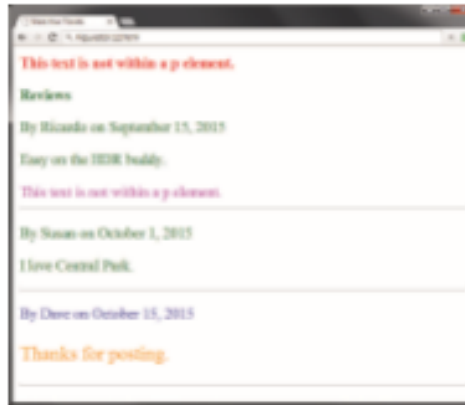 This text is not within a p element.
Reviews
By Ricardo on September 15, 2015
Easy on the HDR buddy.
This text is not within a p element.
By Susan on October 1, 2015
I love Central Park.
By Dave on October 15, 2015
Thanks for posting.